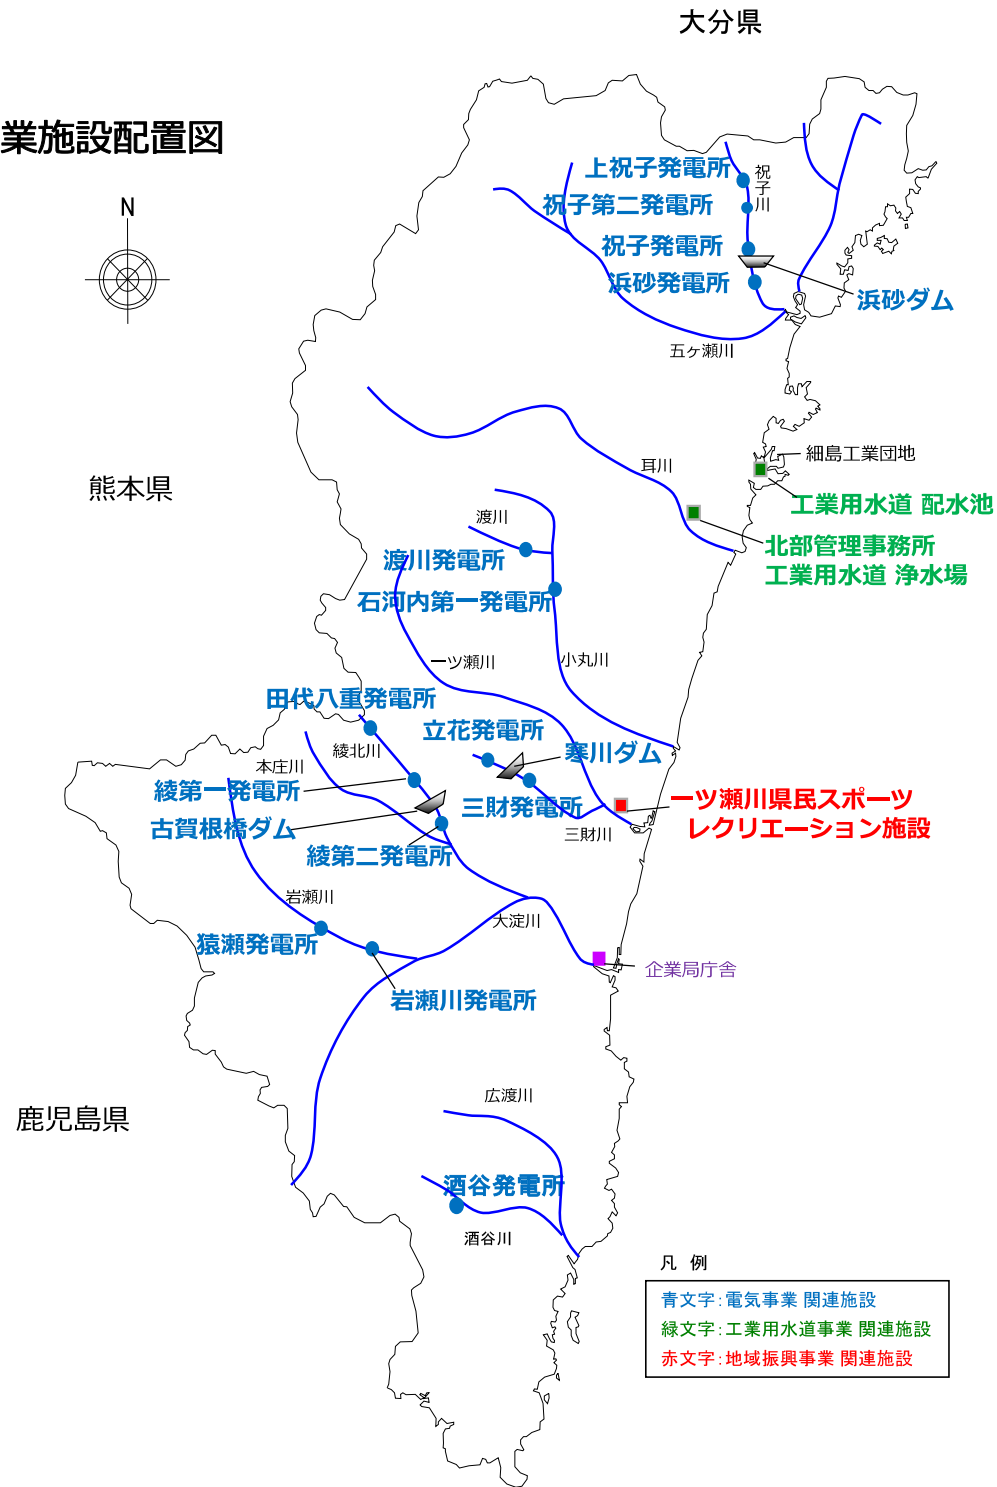 大分県
業施設配置図
N
上祝子発電所
祝子川
祝子第二発電所
祝子発電所
浜砂発電所
浜砂ダム
五ヶ瀬川
細島工業団地
耳川
熊本県
工業用水道 配水池
渡川
北部管理事務所
渡川発電所
工業用水道 浄水場
石河内第一発電所
一ツ瀬川
小丸川
田代八重発電所
立花発電所
綾北川
寒川ダム
本庄川
綾第一発電所
三財発電所
一ツ瀬川県民スポーツ
レクリエーション施設
古賀根橋ダム
三財川
綾第二発電所
岩瀬川
大淀川
猿瀬発電所
企業局庁舎
岩瀬川発電所
広渡川
鹿児島県
酒谷発電所
酒谷川
凡 例
青文字：電気事業 関連施設
緑文字：工業用水道事業 関連施設
赤文字：地域振興事業 関連施設